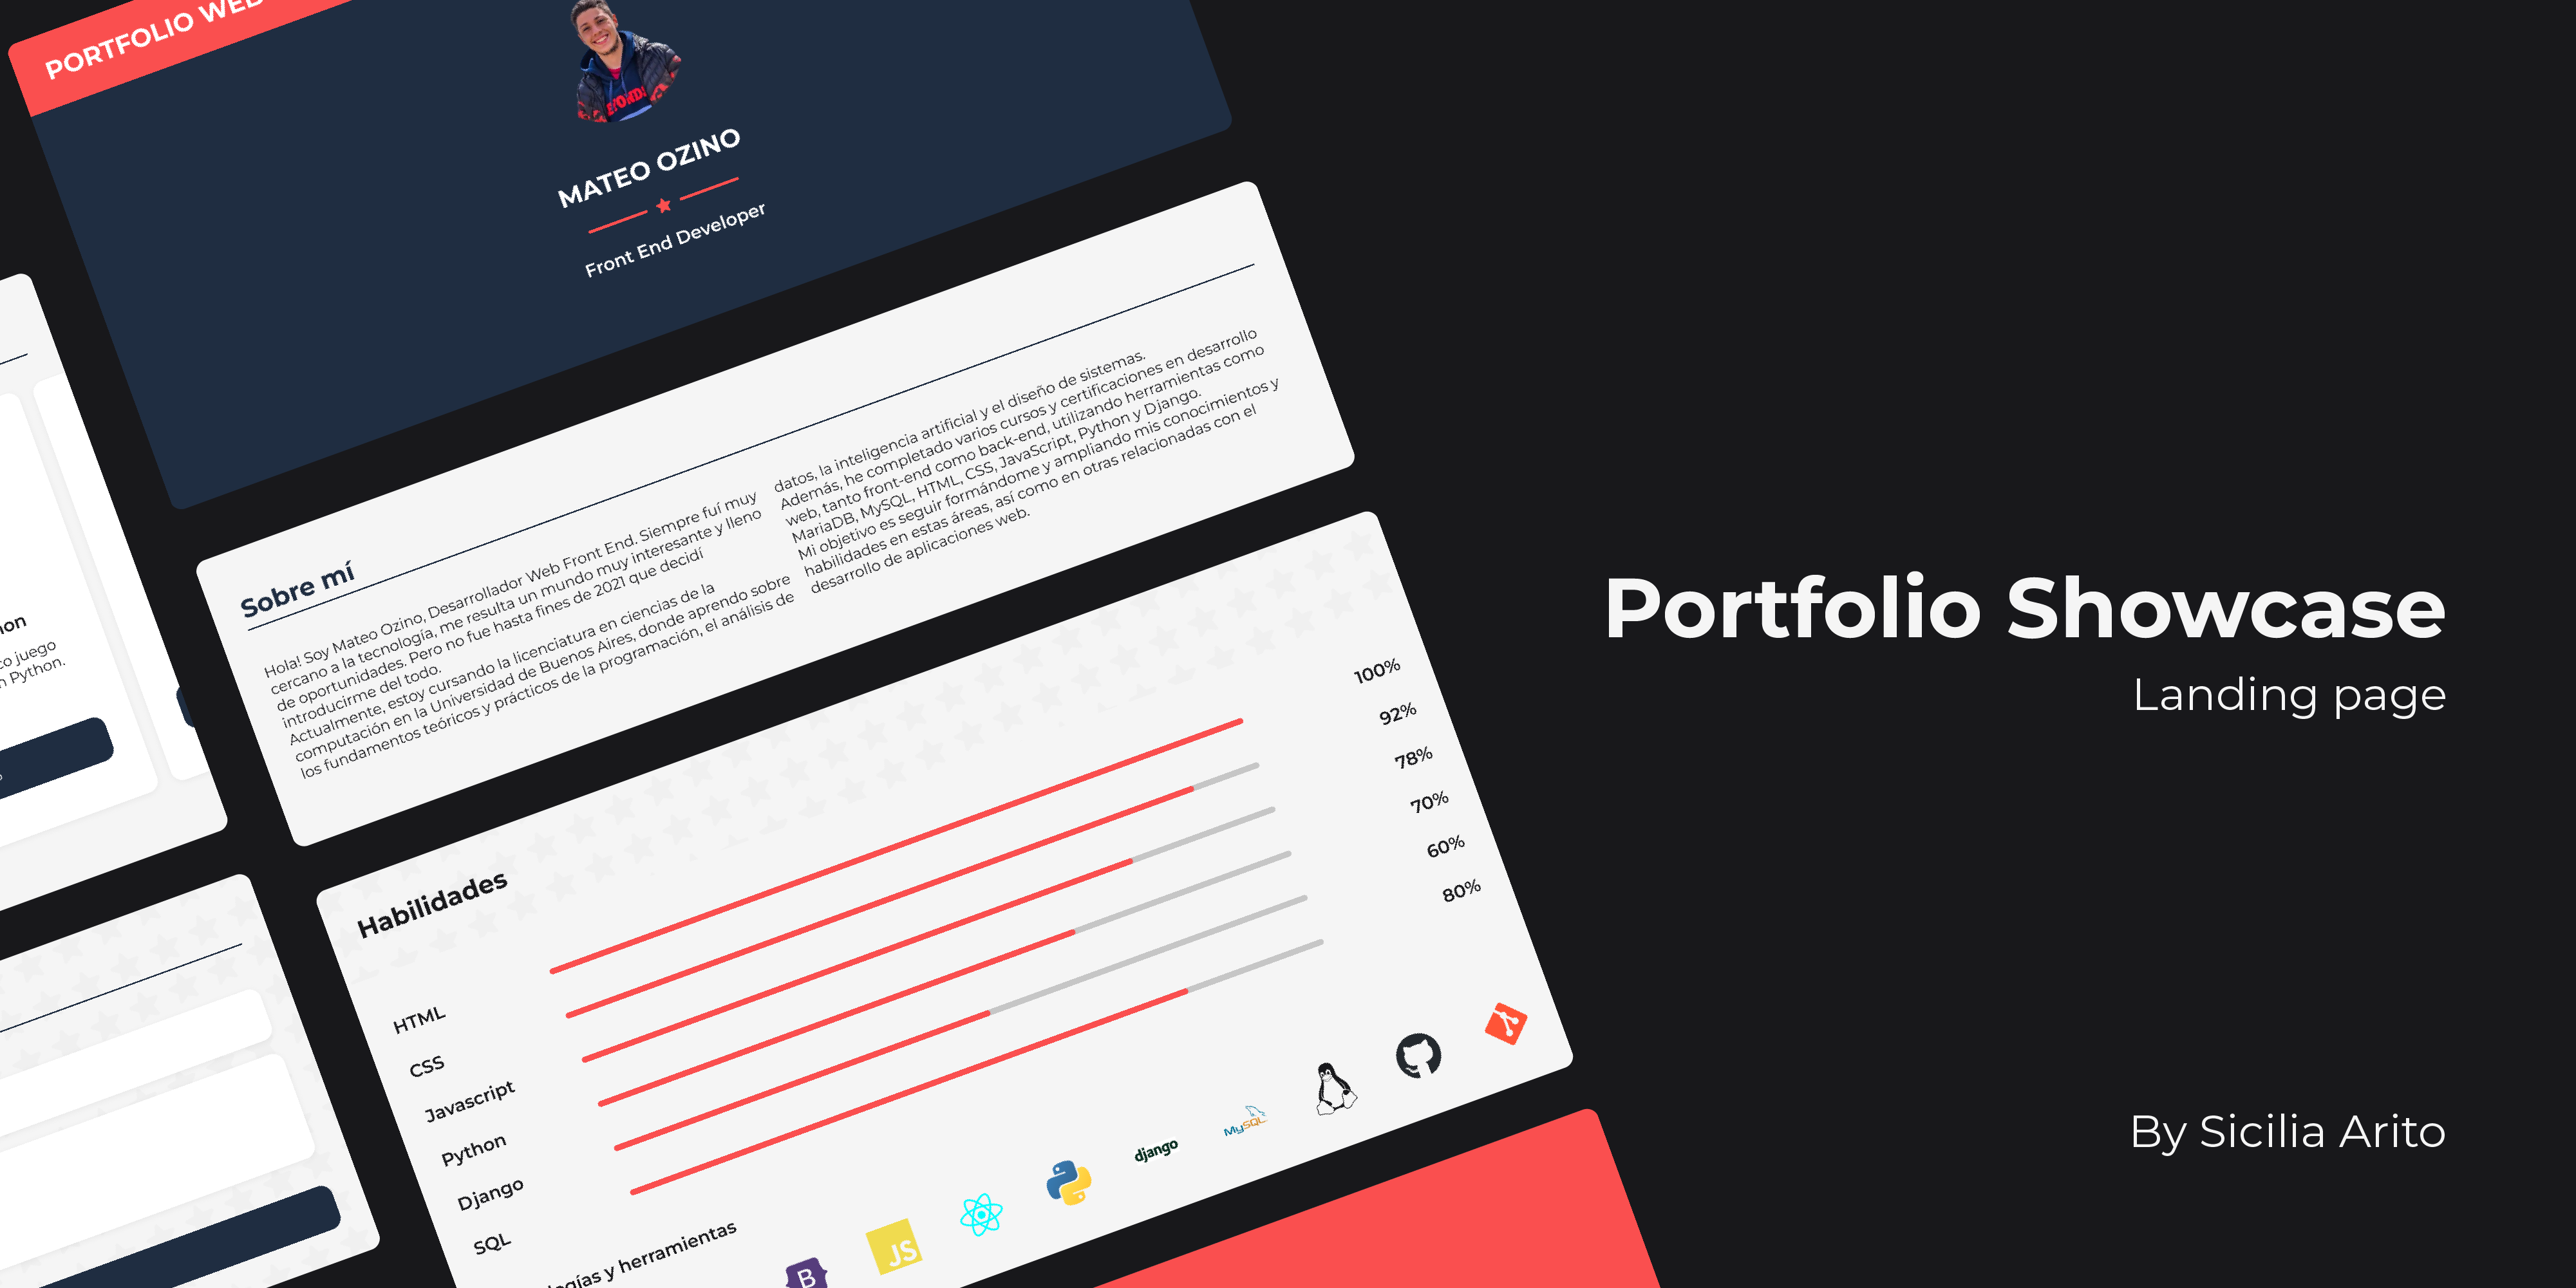 PORTFOLIO WEB
MATEO OZINO
Front End Developer
Sobre mí
Hola! Soy Mateo Ozino, Desarrollador Web Front End. Siempre fuí muy
cercano a la tecnología, me resulta un mundo muy interesante y lleno
de oportunidades. Pero no fue hasta fines de 2021 que decidí
introducirme del todo.
Actualmente, estoy cursando la licenciatura en ciencias de la
computación en la Universidad de Buenos Aires, donde aprendo sobre
los fundamentos teóricos y prácticos de la programación, el análisis de
datos, la inteligencia artificial y el diseño de sistemas.
Además, he completado varios cursos y certificaciones en desarrollo
web, tanto front-end como back-end, utilizando herramientas como
MariaDB, MySQL, HTML, CSS, JavaScript, Python y Django.
Mi objetivo es seguir formándome y ampliando mis conocimientos y
habilidades en estas áreas, así como en otras relacionadas con el
desarrollo de aplicaciones web.
juego
Python.
Habilidades
HTML 100%
CSS 92%
Javascript 78%
Python 70%
Django 60%
SQL 80%
y herramientas
B
JS
django
MySQL
Portfolio Showcase
Landing page
By Sicilia Arito